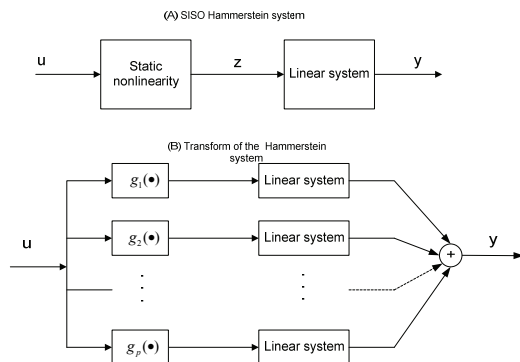 (A) SISO Hammerstein system
u
Static
nonlinearity
z
Linear system
y
(B) Transform of the Hammerstein
system
g₁(•)
Linear system
g₂(•)
Linear system
u
+
y
gₚ(•)
Linear system